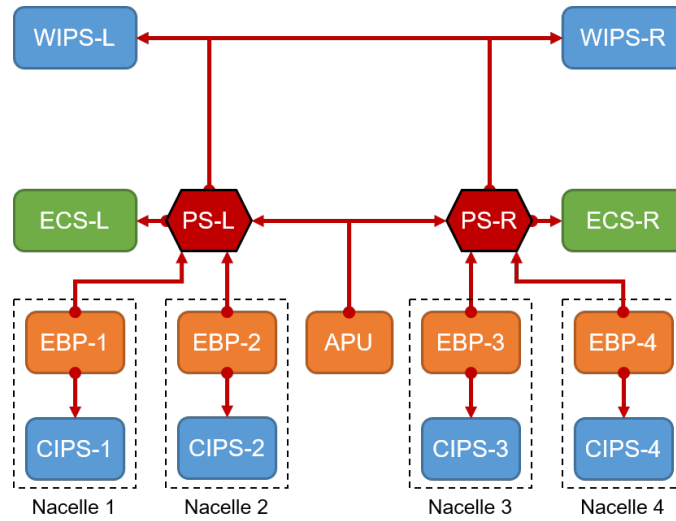 WIPS-L
WIPS-R
ECS-L
PS-L
PS-R
ECS-R
EBP-1
EBP-2
APU
EBP-3
EBP-4
CIPS-1
CIPS-2
CIPS-3
CIPS-4
Nacelle 1
Nacelle 2
Nacelle 3
Nacelle 4